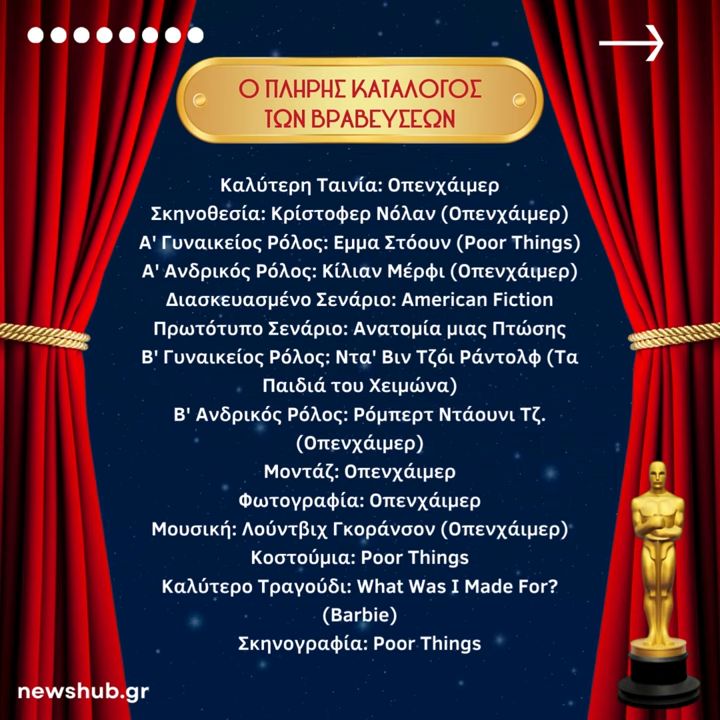 Ο ΠΛΗΡΗΣ ΚΑΤΑΛΟΓΟΣ
ΤΩΝ ΒΡΑΒΕΥΣΕΩΝ
Καλύτερη Ταινία: Οπενχάιμερ
Σκηνοθεσία: Κρίστοφερ Νόλαν (Οπενχάιμερ)
Α' Γυναικείος Ρόλος: Εμμα Στόουν (Poor Things)
Α' Ανδρικός Ρόλος: Κίλιαν Μέρφι (Οπενχάιμερ)
Διασκευασμένο Σενάριο: American Fiction
Πρωτότυπο Σενάριο: Ανατομία μιας Πτώσης
Β' Γυναικείος Ρόλος: Ντα' Βιν Τζόι Ράντολφ (Τα
Παιδιά του Χειμώνα)
Β' Ανδρικός Ρόλος: Ρόμπερτ Ντάουνι Τζ.
(Οπενχάιμερ)
Μοντάζ: Οπενχάιμερ
Φωτογραφία: Οπενχάιμερ
Μουσική: Λούντβιχ Γκοράνσον (Οπενχάιμερ)
Κοστούμια: Poor Things
Καλύτερο Τραγούδι: What Was I Made For?
(Barbie)
Σκηνογραφία: Poor Things
newshub.gr